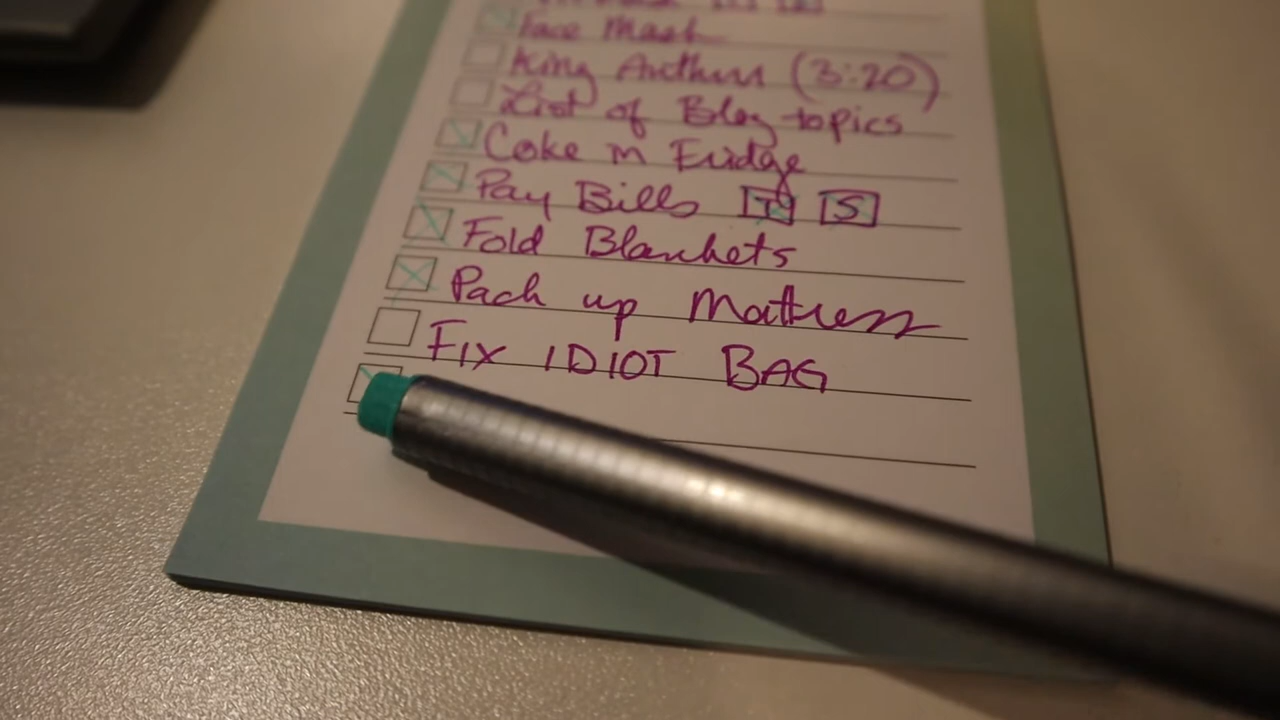 Face Mask
King Arthur (3:20)
List of Blog topics
Coke in Fridge
Pay Bills T S
Fold Blankets
Pack up Mattress
FIX IDIOT BAG